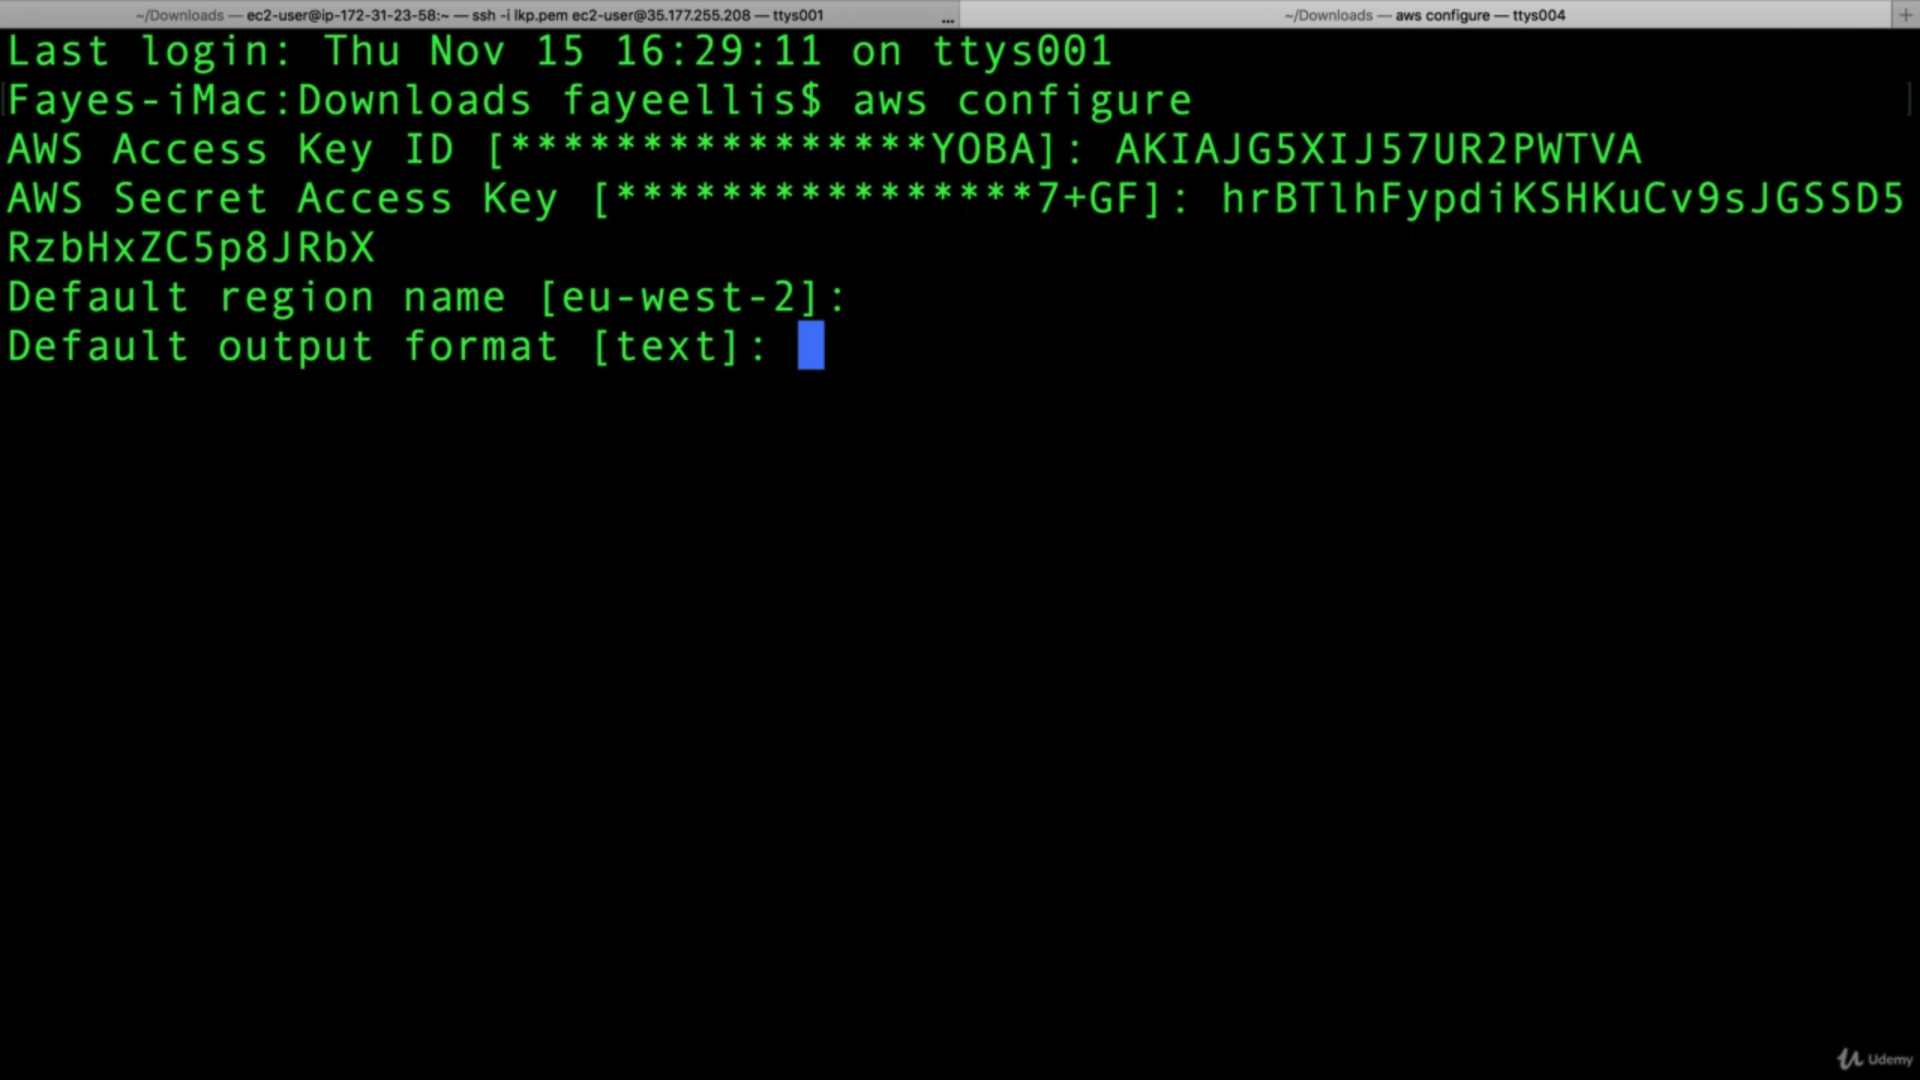 ~/Downloads — ec2-user@ip-172-31-23-58:~ — ssh -i lkp.pem ec2-user@35.177.255.208 — ttys001 ...
~/Downloads — aws configure — ttys004 +
Last login: Thu Nov 15 16:29:11 on ttys001
[Fayes-iMac:Downloads fayeellis$ aws configure ]
AWS Access Key ID [****************YOBA]: AKIAJG5XIJ57UR2PWTVA
AWS Secret Access Key [****************7+GF]: hrBTlhFypdiKSHKuCv9sJGSSD5
RzbHxZC5p8JRbX
Default region name [eu-west-2]:
Default output format [text]:
Udemy